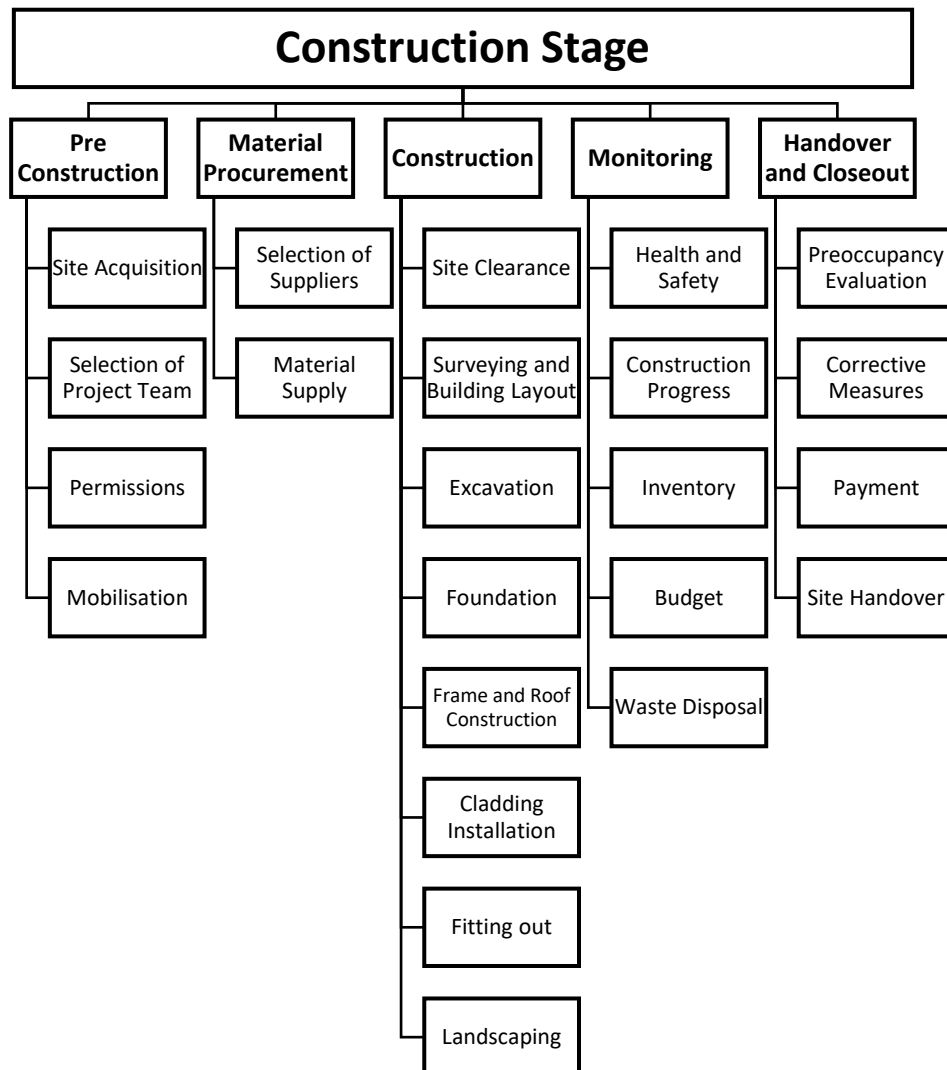 Construction Stage
Pre
Construction
Material
Procurement
Construction
Monitoring
Handover
and Closeout
Site Acquisition
Selection of
Project Team
Permissions
Mobilisation
Selection of
Suppliers
Material
Supply
Site Clearance
Surveying and
Building Layout
Excavation
Foundation
Frame and Roof
Construction
Cladding
Installation
Fitting out
Landscaping
Health and
Safety
Construction
Progress
Inventory
Budget
Waste Disposal
Preoccupancy
Evaluation
Corrective
Measures
Payment
Site Handover